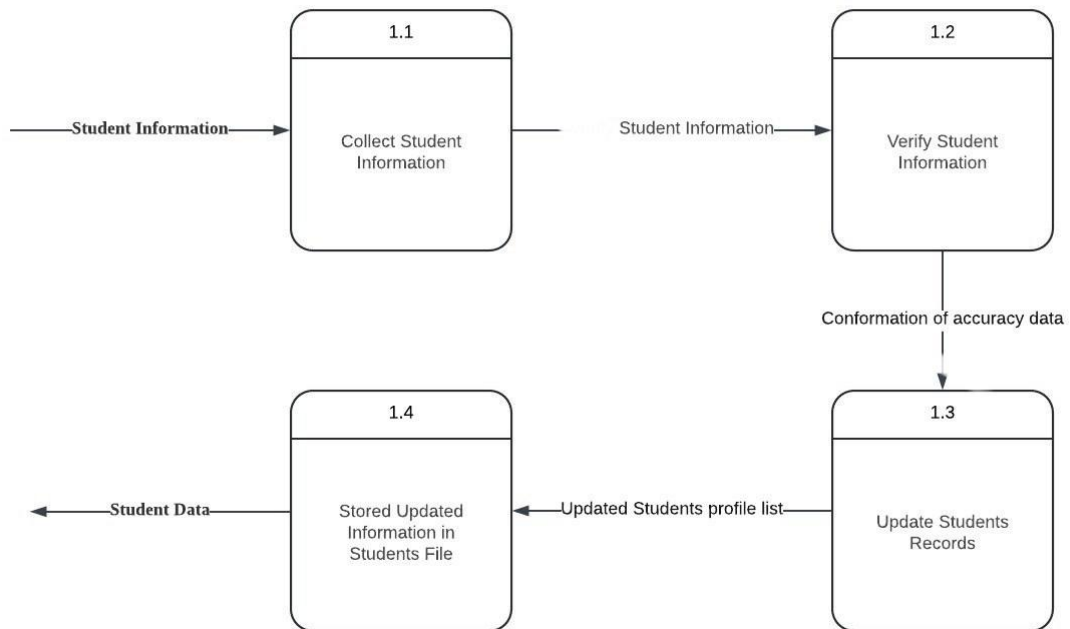 1.1
1.2
Student Information
Collect Student
Information
Student Information
Verify Student
Information
Conformation of accuracy data
1.4
1.3
Student Data
Stored Updated
Information in
Students File
Updated Students profile list
Update Students
Records